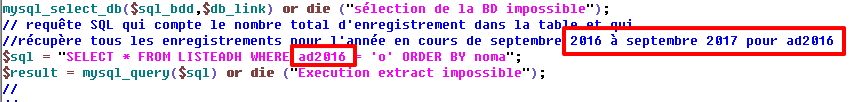 mysql_select_db($sql_bdd,$db_link) or die ("sélection de la BD impossible");
// requête SQL qui compte le nombre total d'enregistrement dans la table et qui
//récupère tous les enregistrements pour l'année en cours de septembre 2016 à septembre 2017 pour ad2016
$sql = "SELECT * FROM LISTEADH WHERE ad2016 = 'o' ORDER BY noma";
$result = mysql_query($sql) or die ("Execution extract impossible");
//